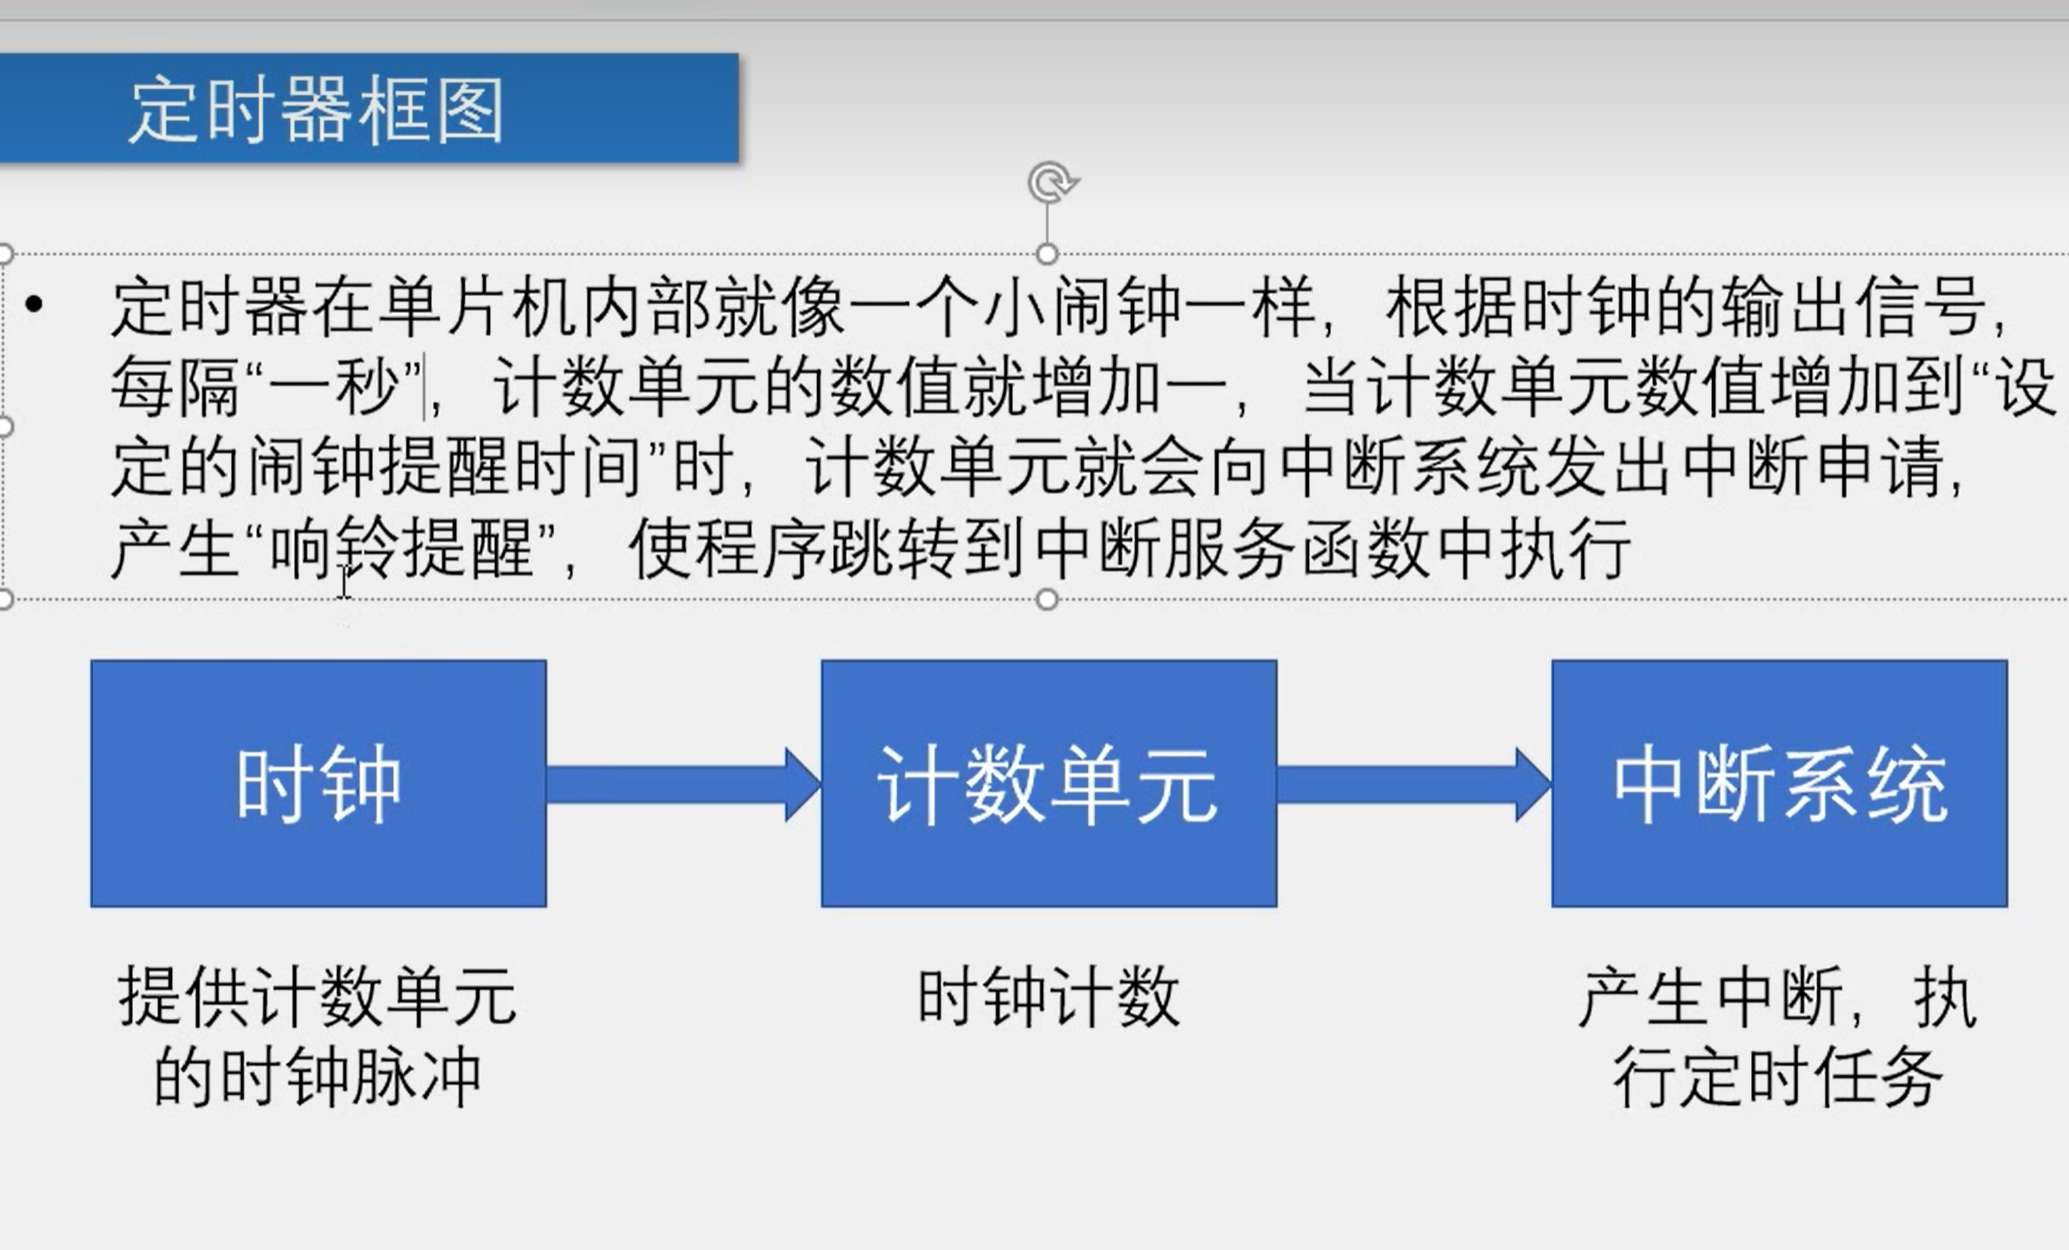 定时器框图
• 定时器在单片机内部就像一个小闹钟一样，根据时钟的输出信号，
每隔“一秒”，计数单元的数值就增加一，当计数单元数值增加到“设
定的闹钟提醒时间”时，计数单元就会向中断系统发出中断申请，
产生“响铃提醒”，使程序跳转到中断服务函数中执行
时钟
计数单元
中断系统
提供计数单元
的时钟脉冲
时钟计数
产生中断，执
行定时任务